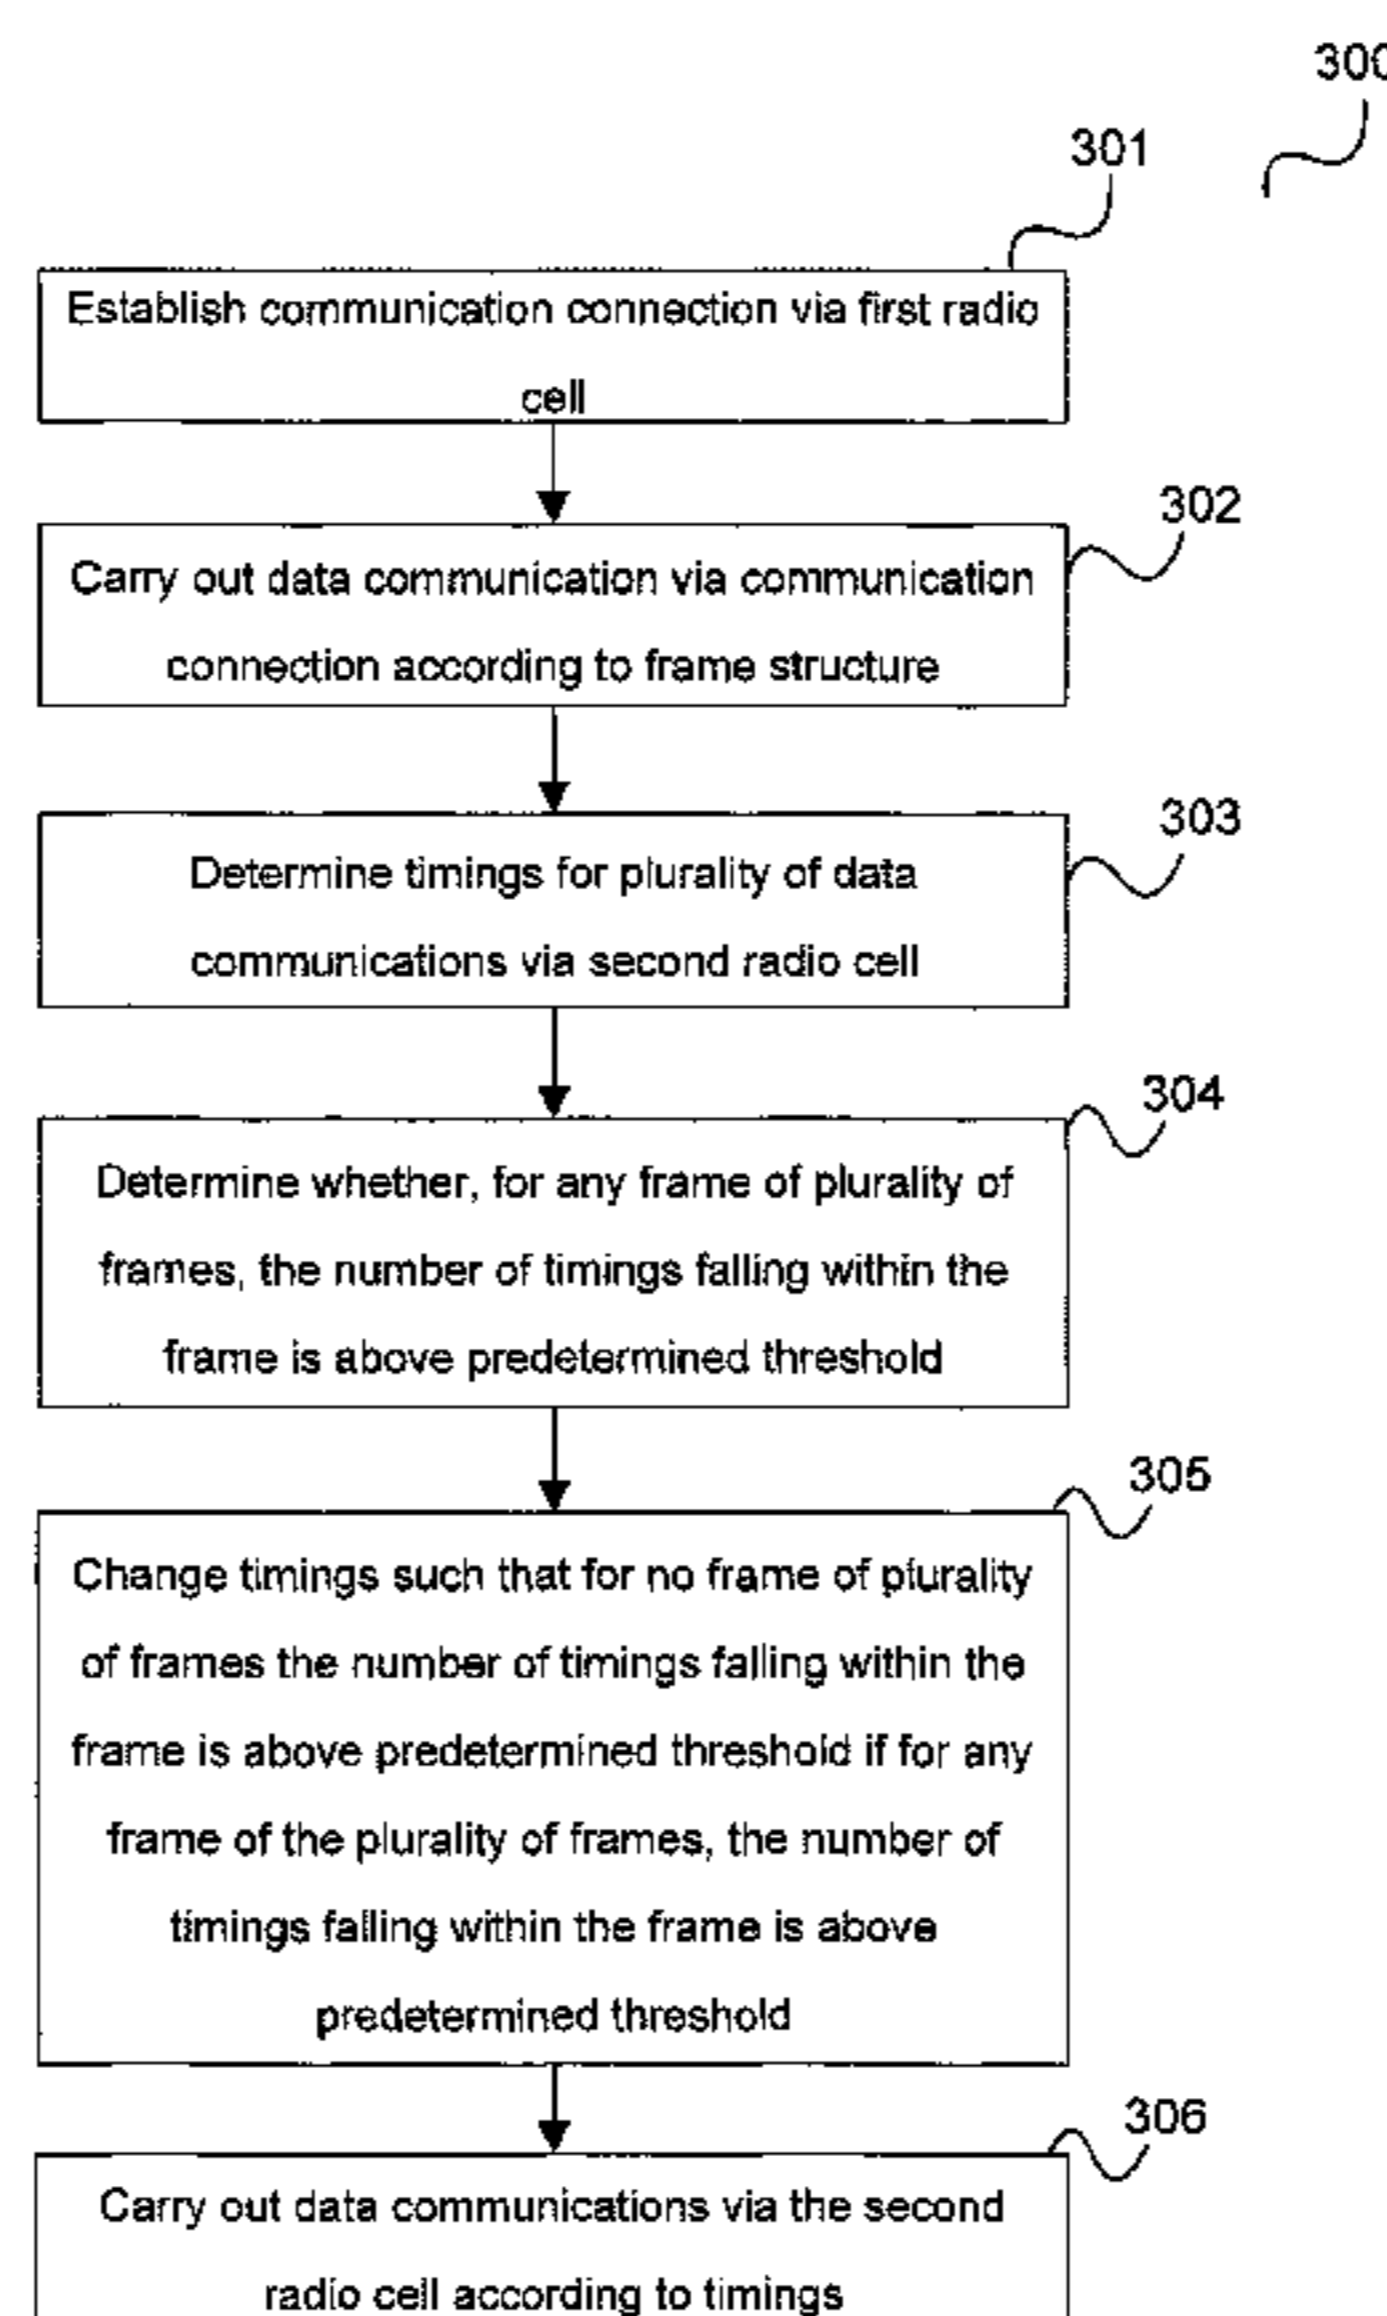 300
301
Establish communication connection via first radio
cell
302
Carry out data communication via communication
connection according to frame structure
303
Determine timings for plurality of data
communications via second radio cell
304
Determine whether, for any frame of plurality of
frames, the number of timings falling within the
frame is above predetermined threshold
305
Change timings such that for no frame of plurality
of frames the number of timings falling within the
frame is above predetermined threshold if for any
frame of the plurality of frames, the number of
timings falling within the frame is above
predetermined threshold
306
Carry out data communications via the second
radio cell according to timings